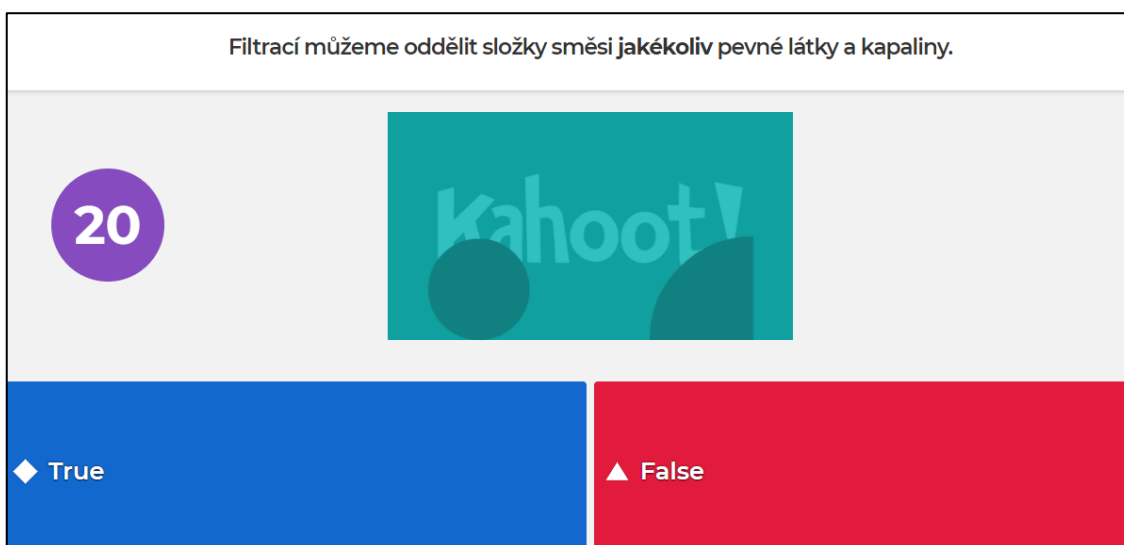 Filtrací můžeme oddělit složky směsi jakékoliv pevné látky a kapaliny.
20
Kahoot!
True
False